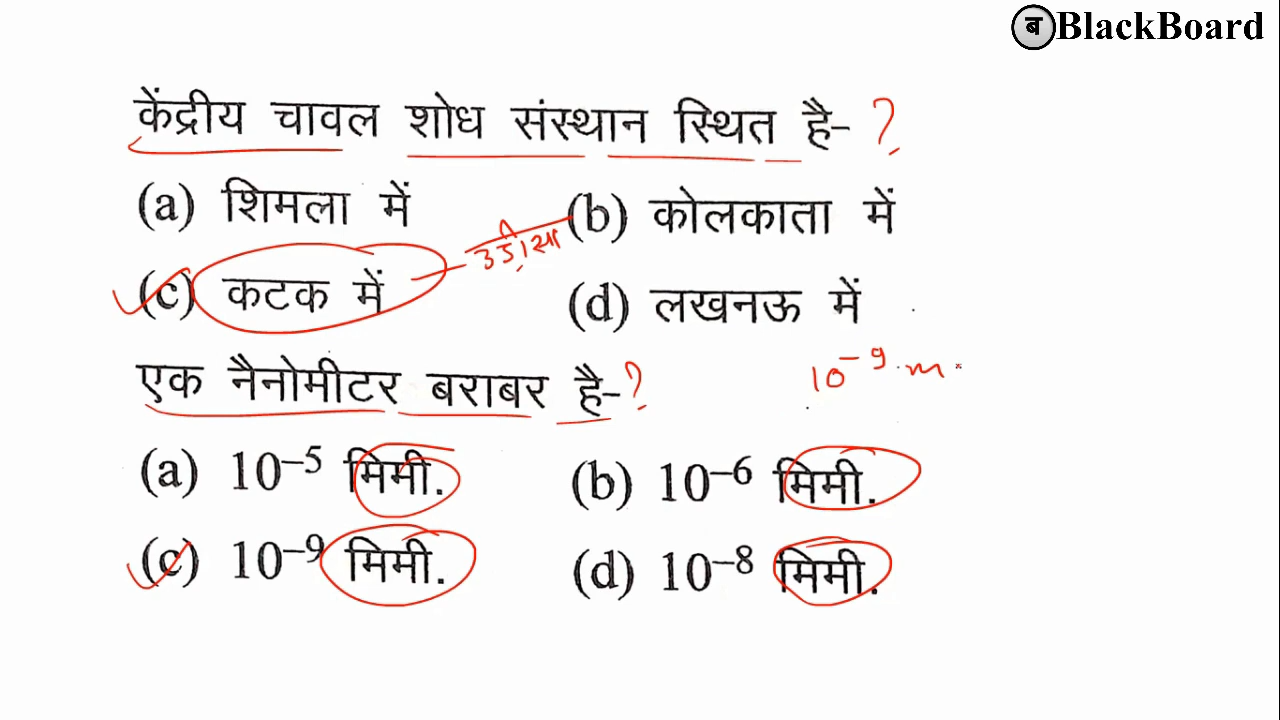 ब BlackBoard
केंद्रीय चावल शोध संस्थान स्थित है- ?
(a) शिमला में (b) कोलकाता में
उड़ीसा
(c) कटक में (d) लखनऊ में
एक नैनोमीटर बराबर है-? 10⁻⁹ m
(a) 10⁻⁵ मिमी. (b) 10⁻⁶ मिमी.
(c) 10⁻⁹ मिमी. (d) 10⁻⁸ मिमी.